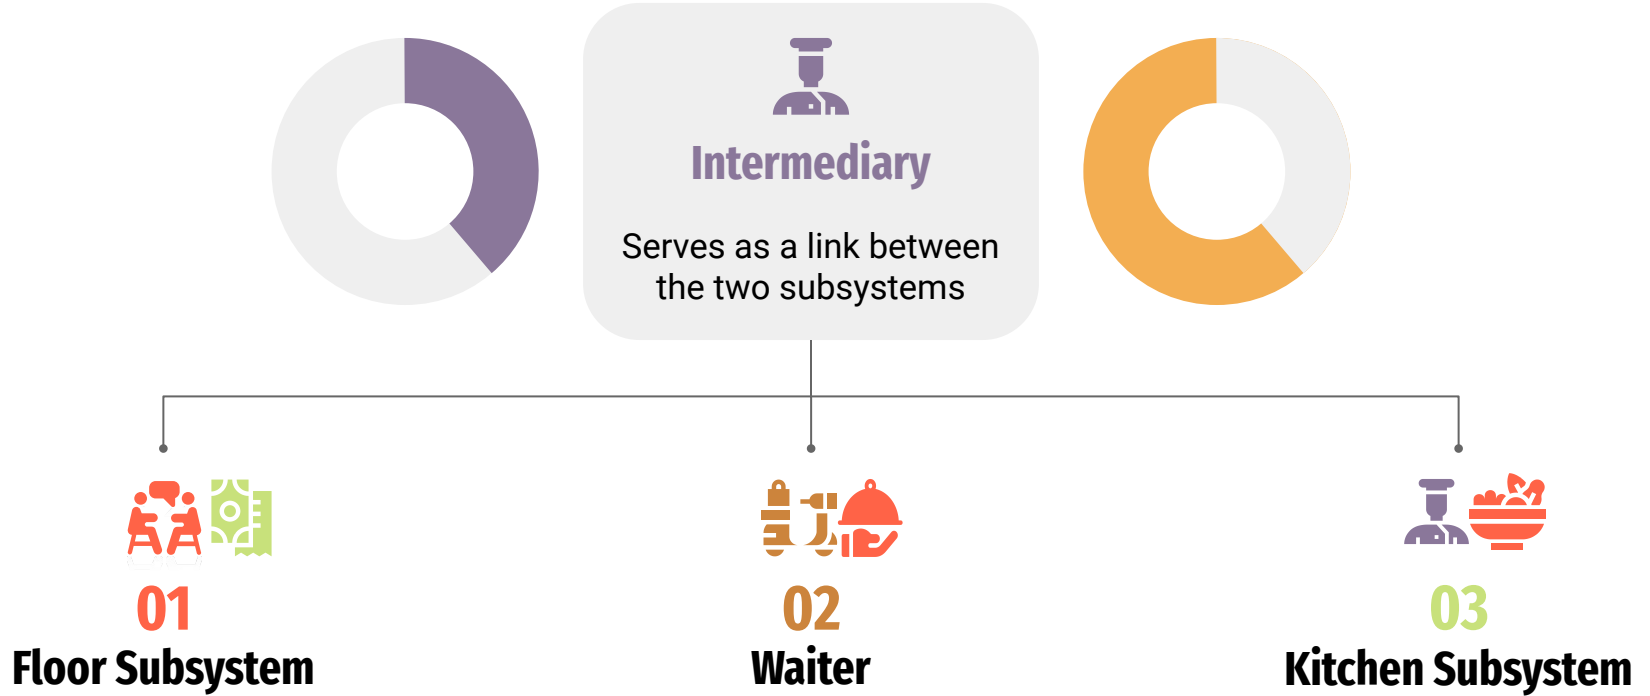 Intermediary
Serves as a link between
the two subsystems
01
Floor Subsystem
02
Waiter
03
Kitchen Subsystem